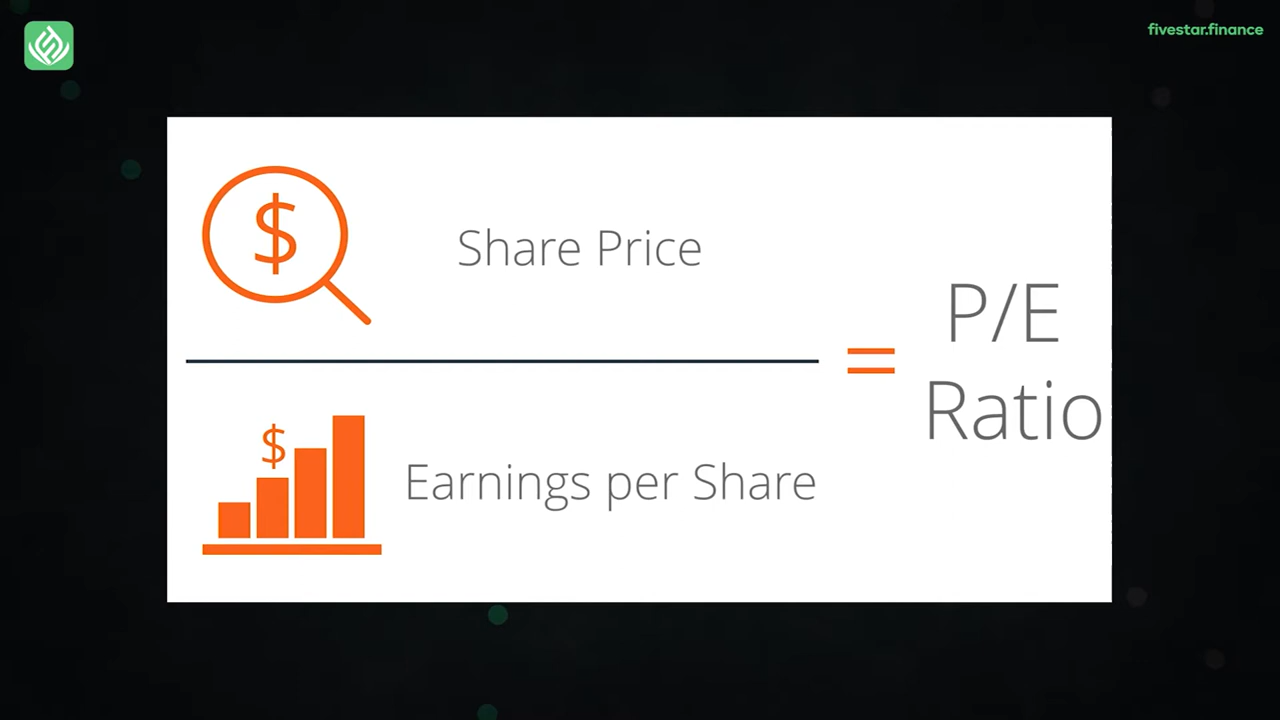 fivestar.finance
$
Share Price
=
P/E
Ratio
$
Earnings per Share